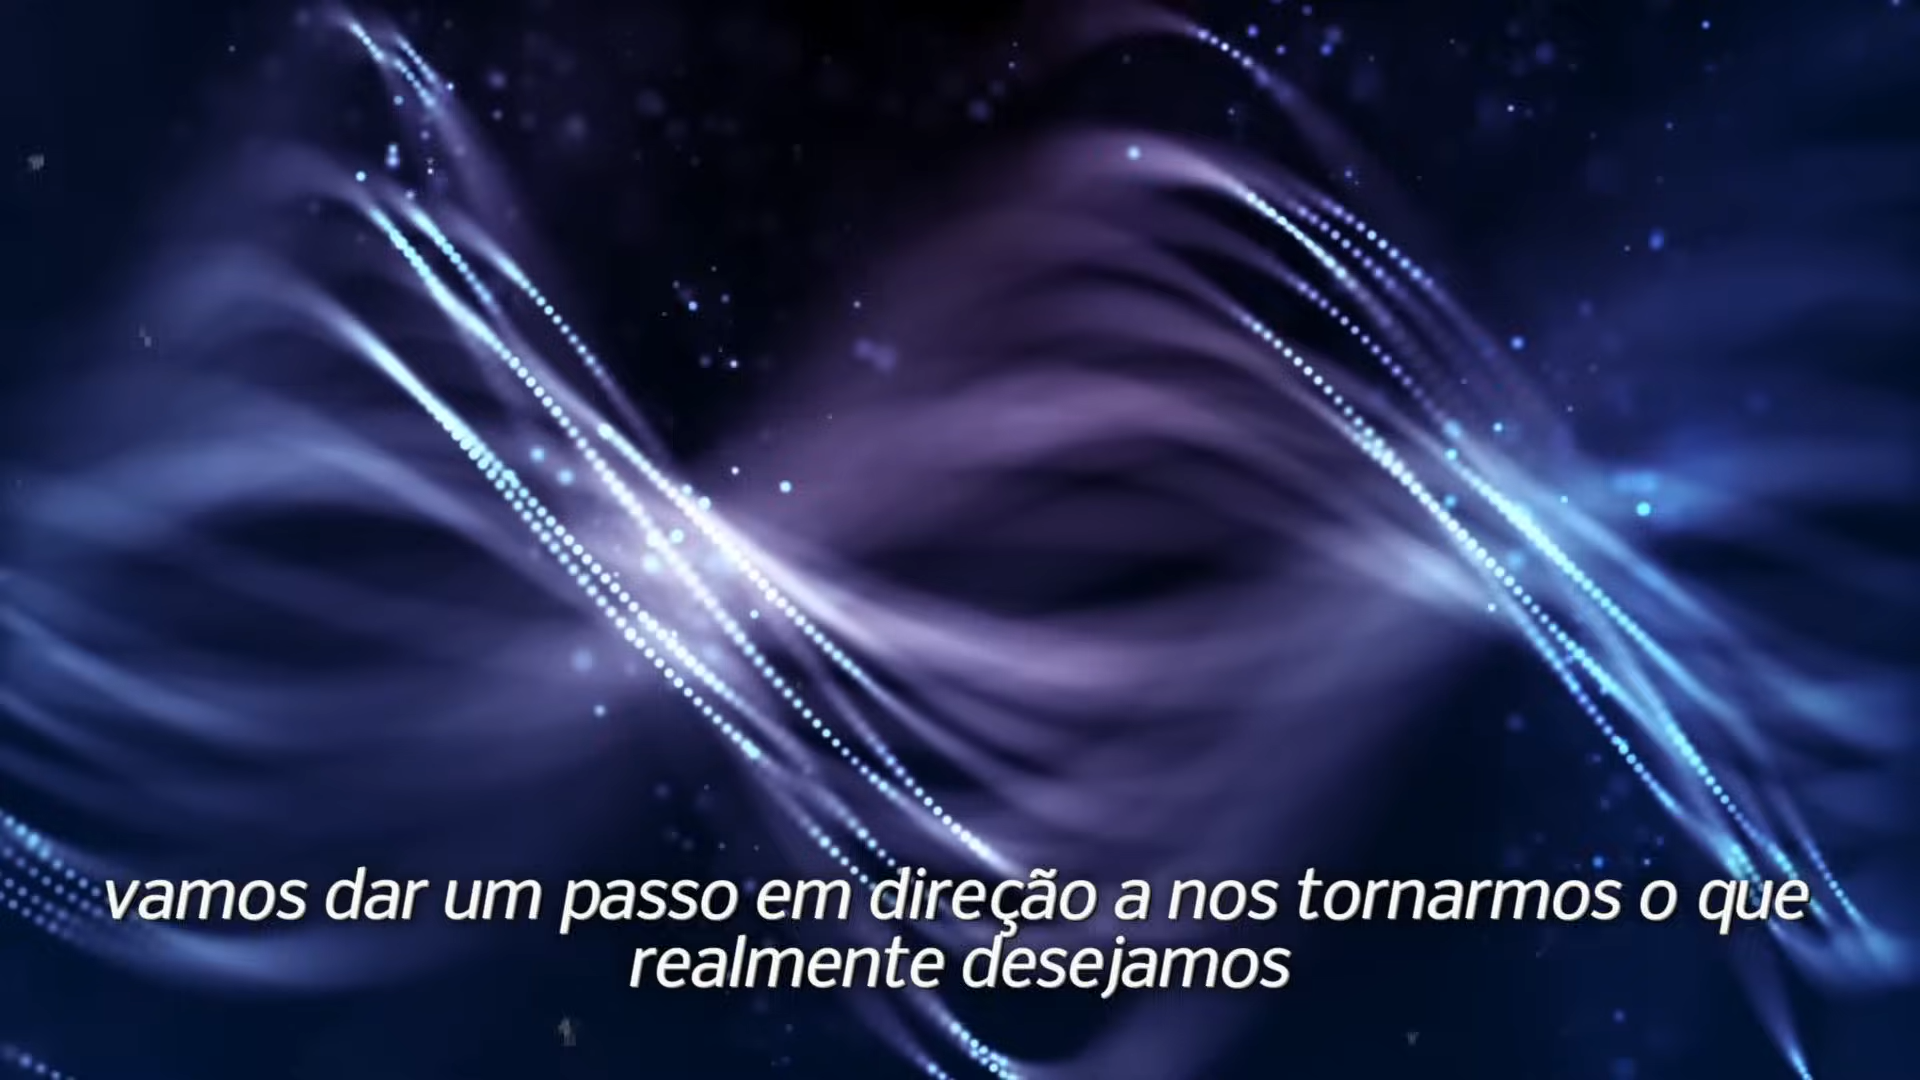 vamos dar um passo em direção a nos tornarmos o que
realmente desejamos